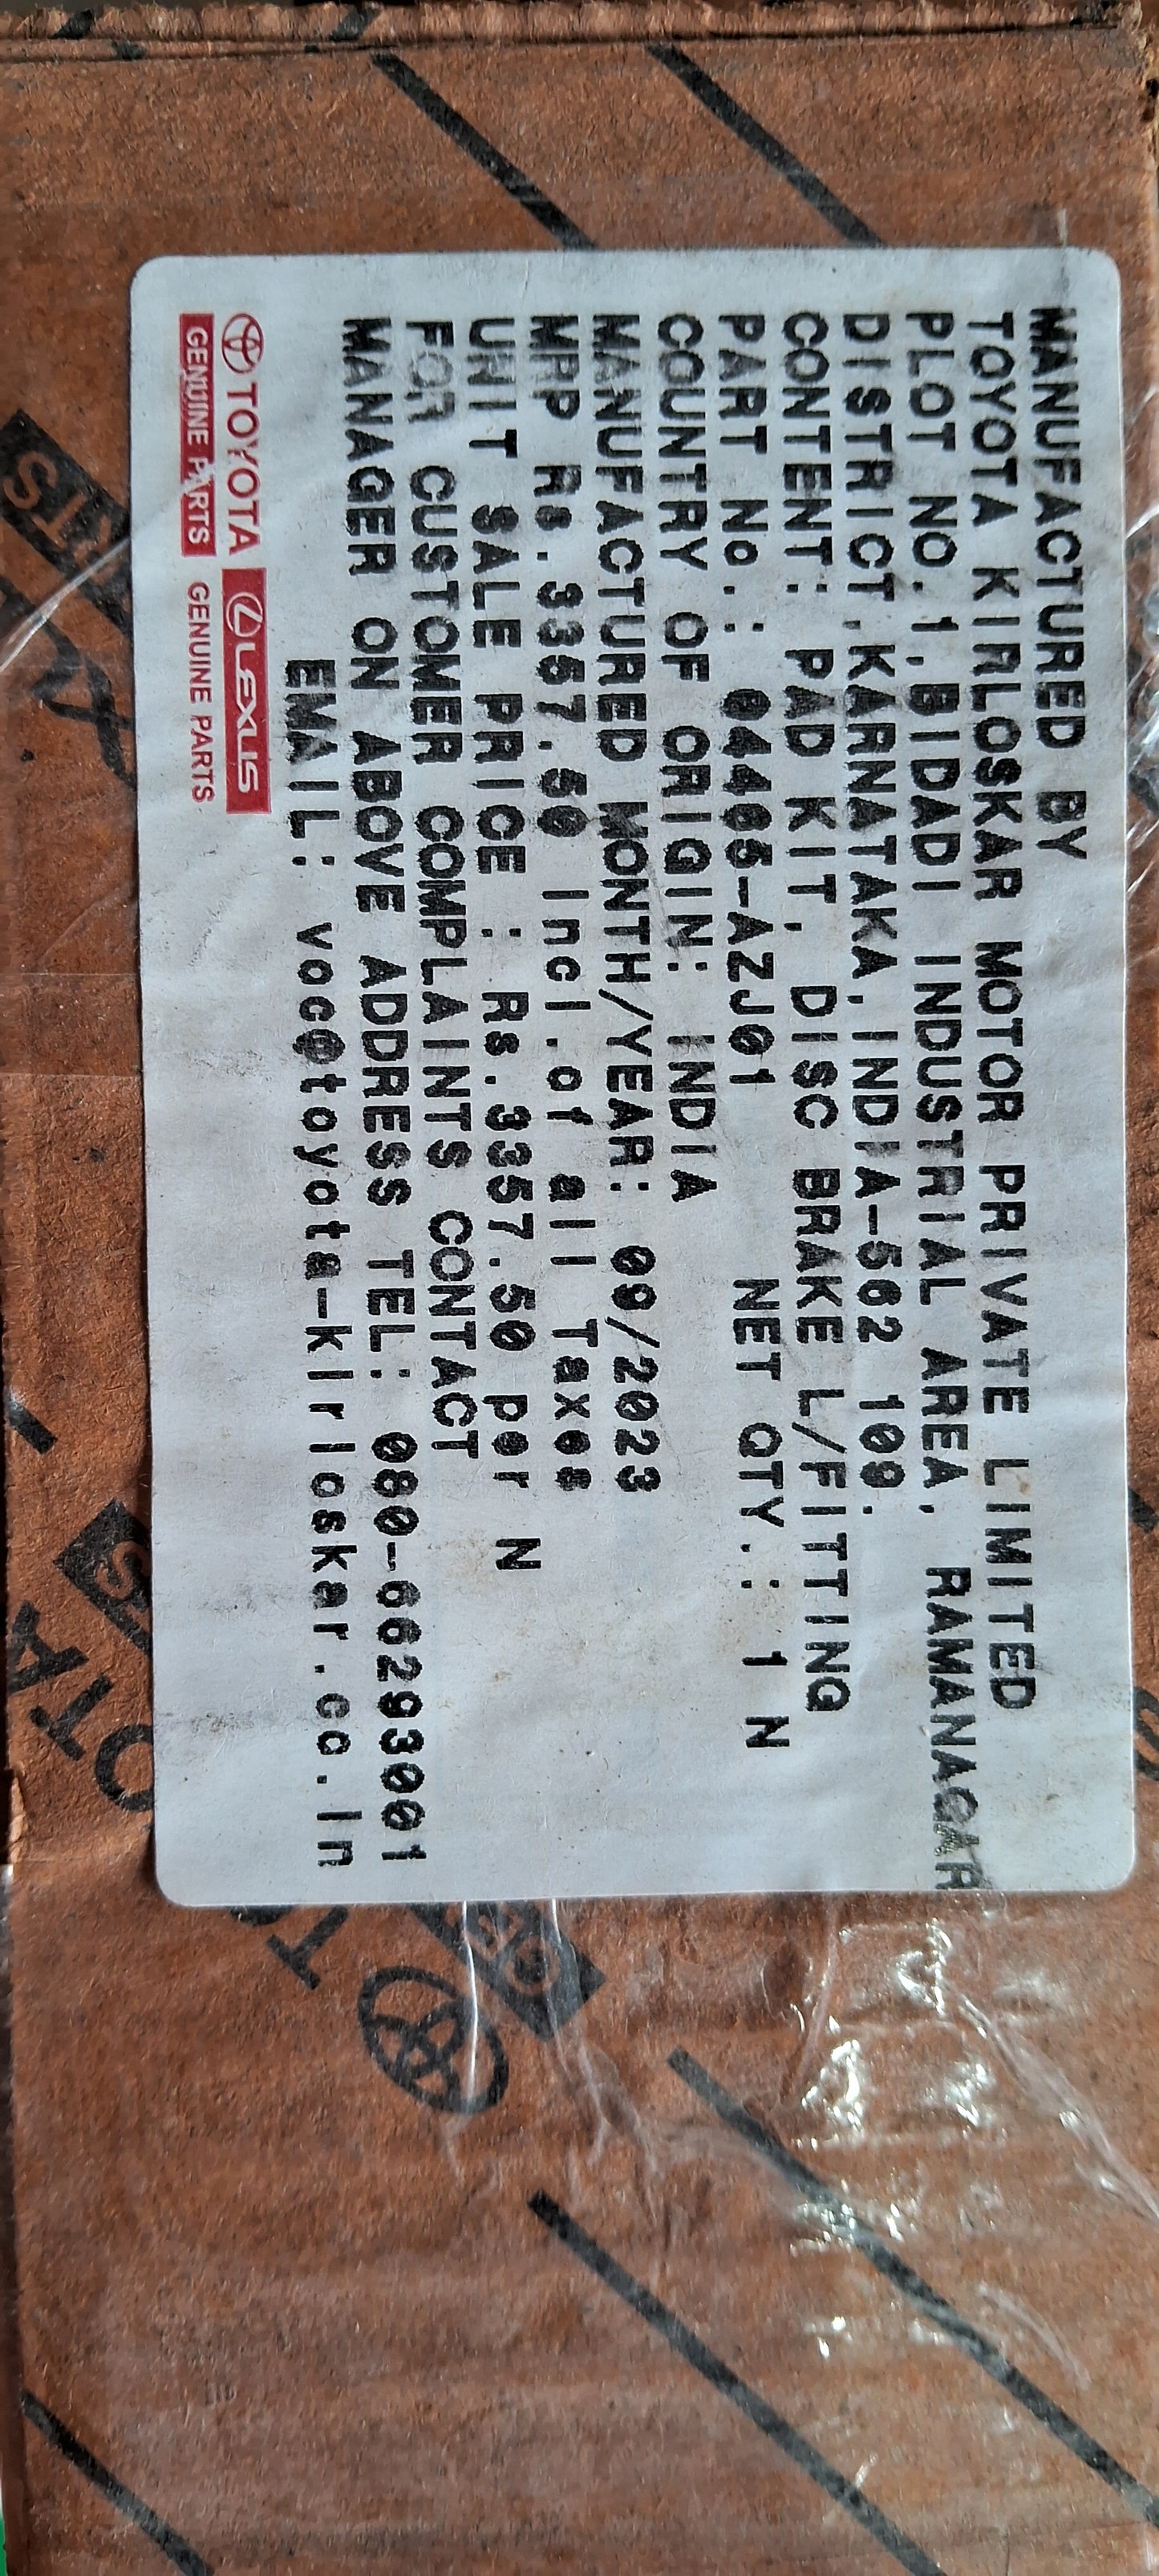 MANUFACTURED BY
TOYOTA KIRLOSKAR MOTOR PRIVATE LIMITED
PLOT NO.1,BIDADI INDUSTRIAL AREA, RAMANAGAR
DISTRICT,KARNATAKA,INDIA-562 109.
CONTENT: PAD KIT, DISC BRAKE L/FITTING
PART No.: 04465-AZJ01 NET QTY.: 1 N
COUNTRY OF ORIGIN: INDIA
MANUFACTURED MONTH/YEAR: 09/2023
MRP Rs.3357.50 Incl.of all Taxes
UNIT SALE PRICE : Rs.3357.50 per N
FOR CUSTOMER COMPLAINTS CONTACT
MANAGER ON ABOVE ADDRESS TEL: 080-66293001
EMAIL: voc@toyota-kirloskar.co.in
TOYOTA LEXUS
GENUINE PARTS GENUINE PARTS